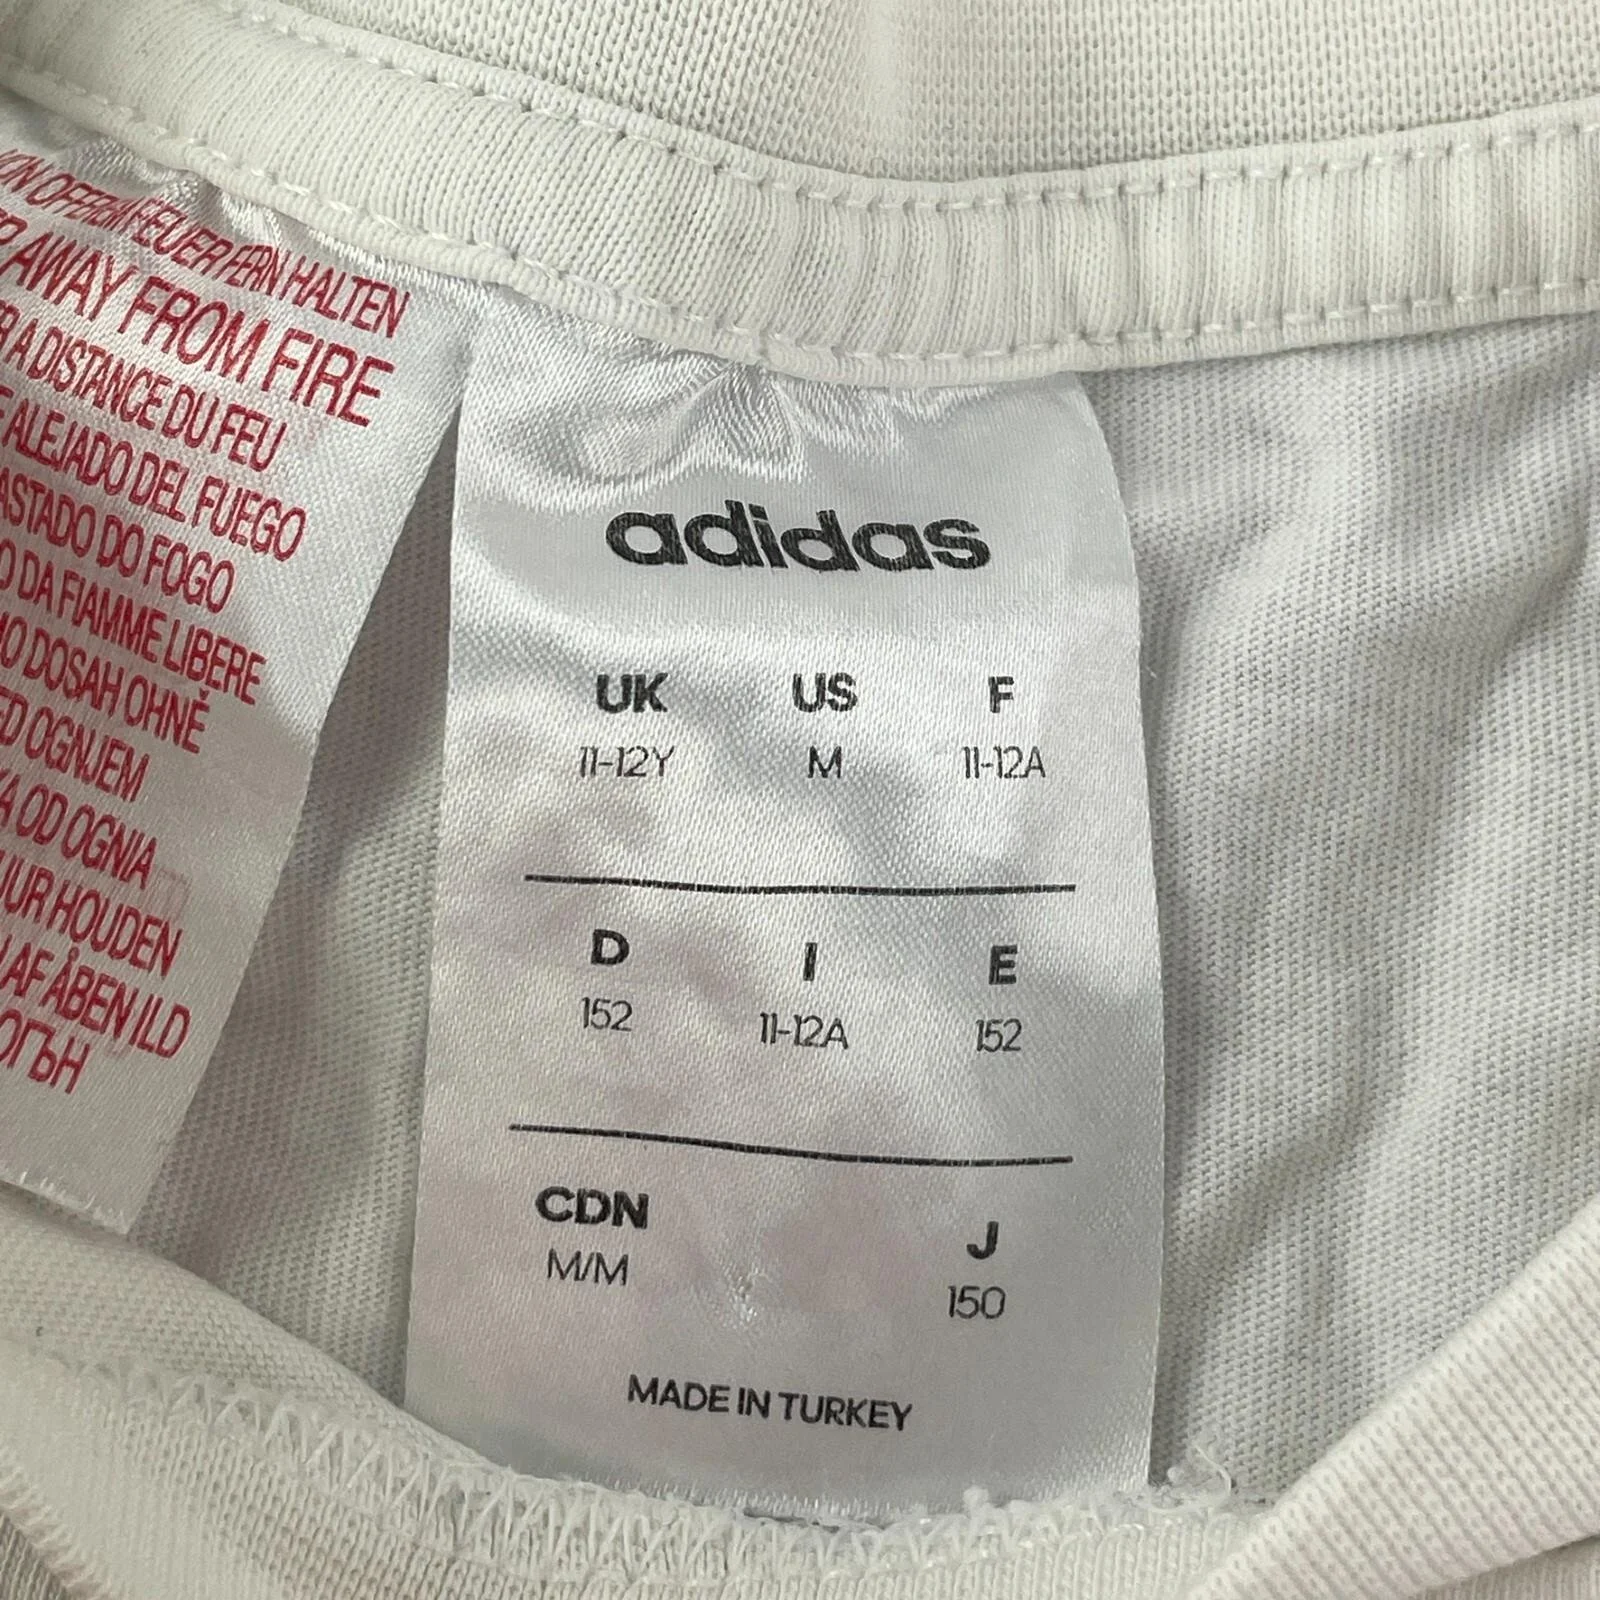 VON OFFENEM FEUER FERN HALTEN
AWAY FROM FIRE
A DISTANCE DU FEU
ALEJADO DEL FUEGO
DO FOGO
DA FIAMME LIBERE
DOSAH OHNĚ
OGNJEM
OD OGNIA
HOUDEN
AF ÅBEN ILD
ОГЪН
adidas
UK US F
11-12Y M 11-12A
D I E
152 11-12A 152
CDN J
M/M 150
MADE IN TURKEY